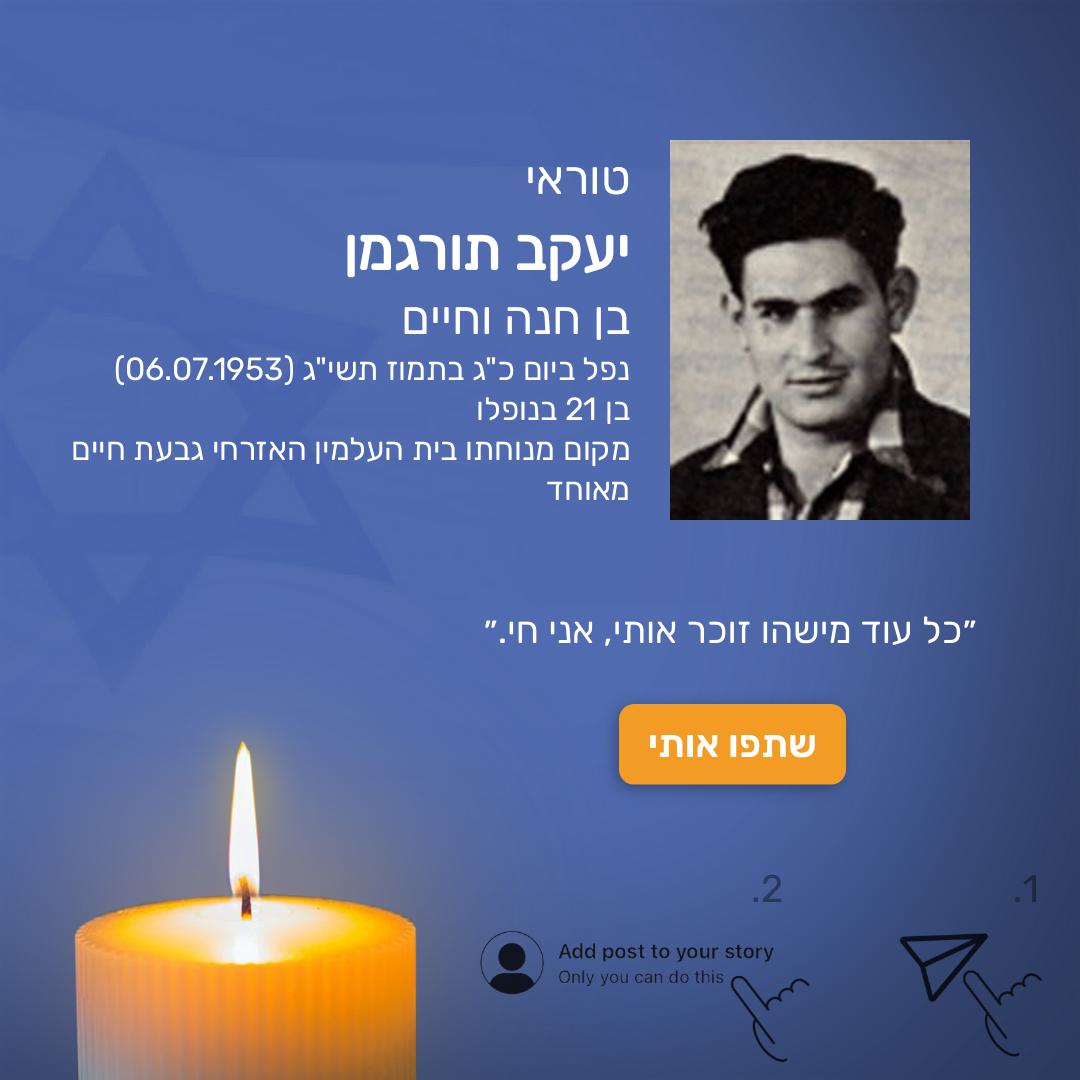 טוראי
יעקב תורגמן
בן חנה וחיים
נפל ביום כ"ג בתמוז תשי"ג (06.07.1953)
בן 21 בנופלו
מקום מנוחתו בית העלמין האזרחי גבעת חיים
מאוחד
״כל עוד מישהו זוכר אותי, אני חי.״
שתפו אותי
.1
.2
Add post to your story
Only you can do this